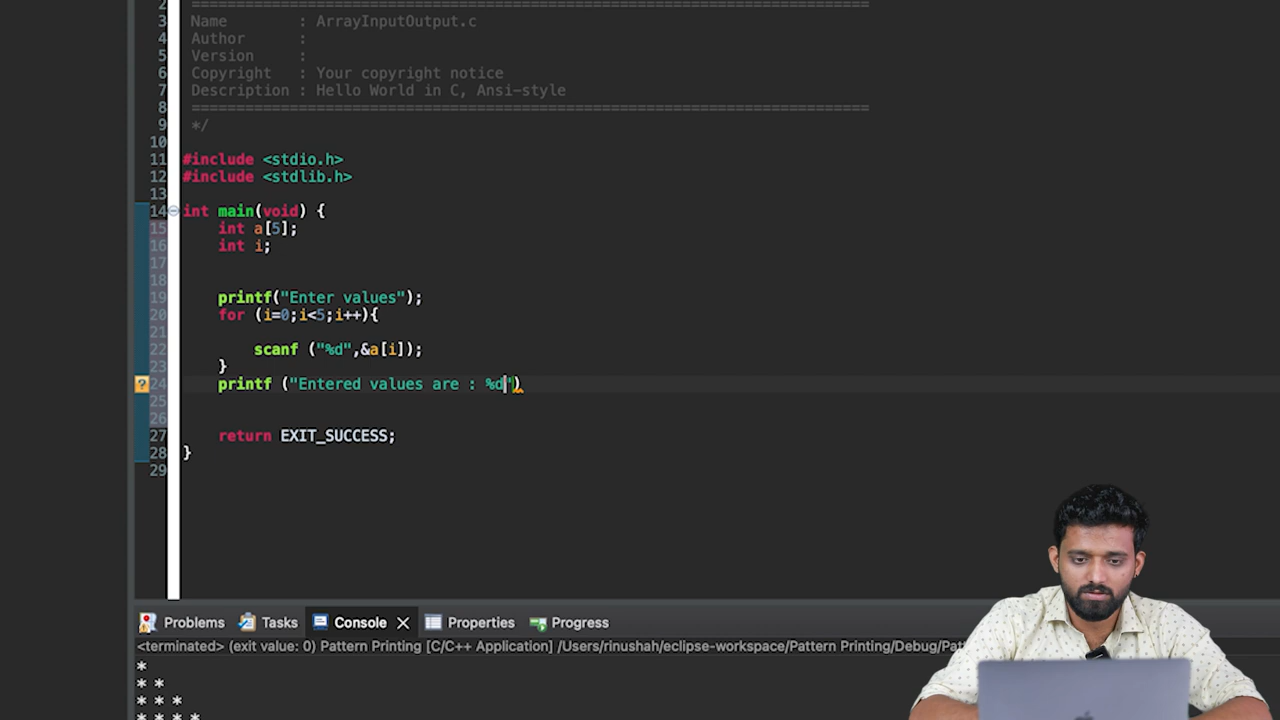 2 ============================================================================
3 Name : ArrayInputOutput.c
4 Author :
5 Version :
6 Copyright : Your copyright notice
7 Description : Hello World in C, Ansi-style
8 ============================================================================
9 */
10
11 #include <stdio.h>
12 #include <stdlib.h>
13
14 int main(void) {
15 int a[5];
16 int i;
17
18
19 printf("Enter values");
20 for (i=0;i<5;i++){
21
22 scanf ("%d",&a[i]);
23 }
24 printf ("Entered values are : %d")
25
26
27 return EXIT_SUCCESS;
28 }
29
Problems Tasks Console Properties Progress
<terminated> (exit value: 0) Pattern Printing [C/C++ Application] /Users/rinushah/eclipse-workspace/Pattern Printing/Debug/Pat
*
* *
* * *
* * * *